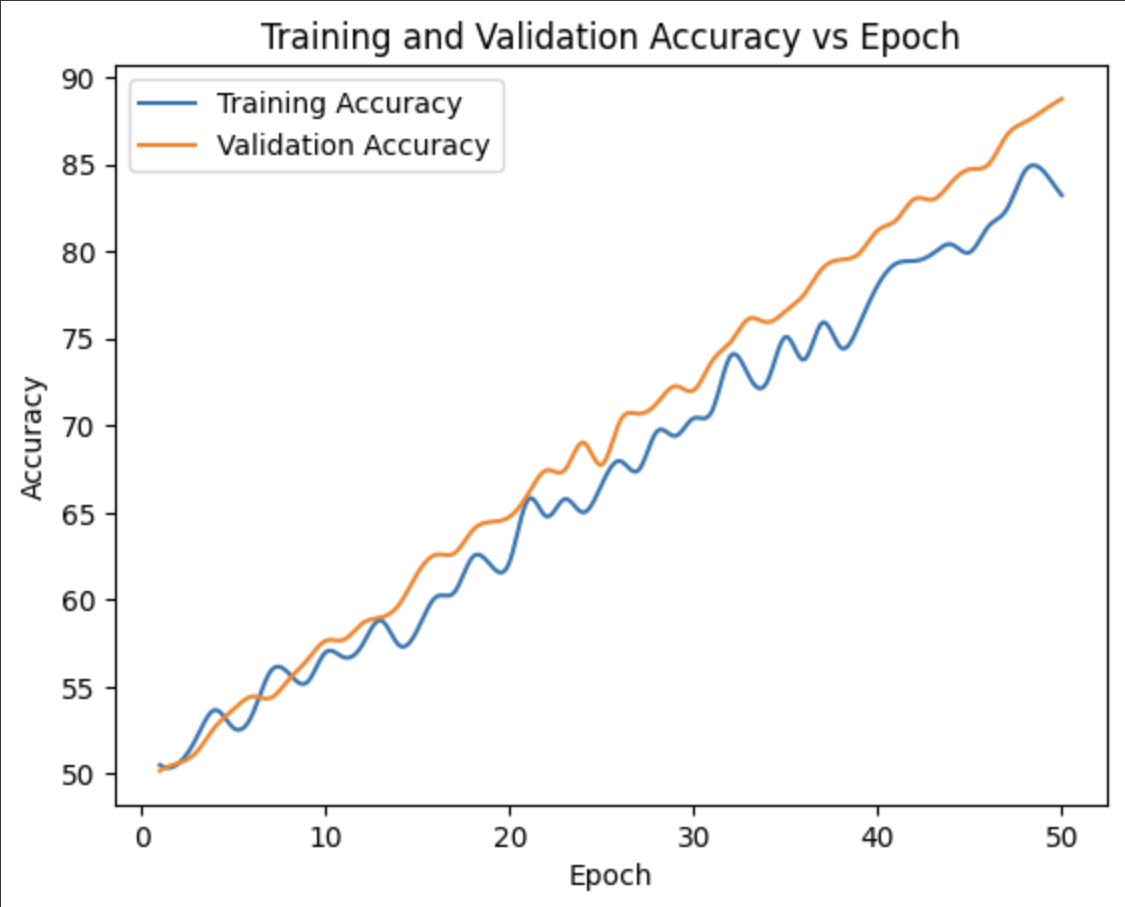 Training and Validation Accuracy vs Epoch
90
Training Accuracy
Validation Accuracy
85
80
75
70
65
60
55
50
Accuracy
0 10 20 30 40 50
Epoch